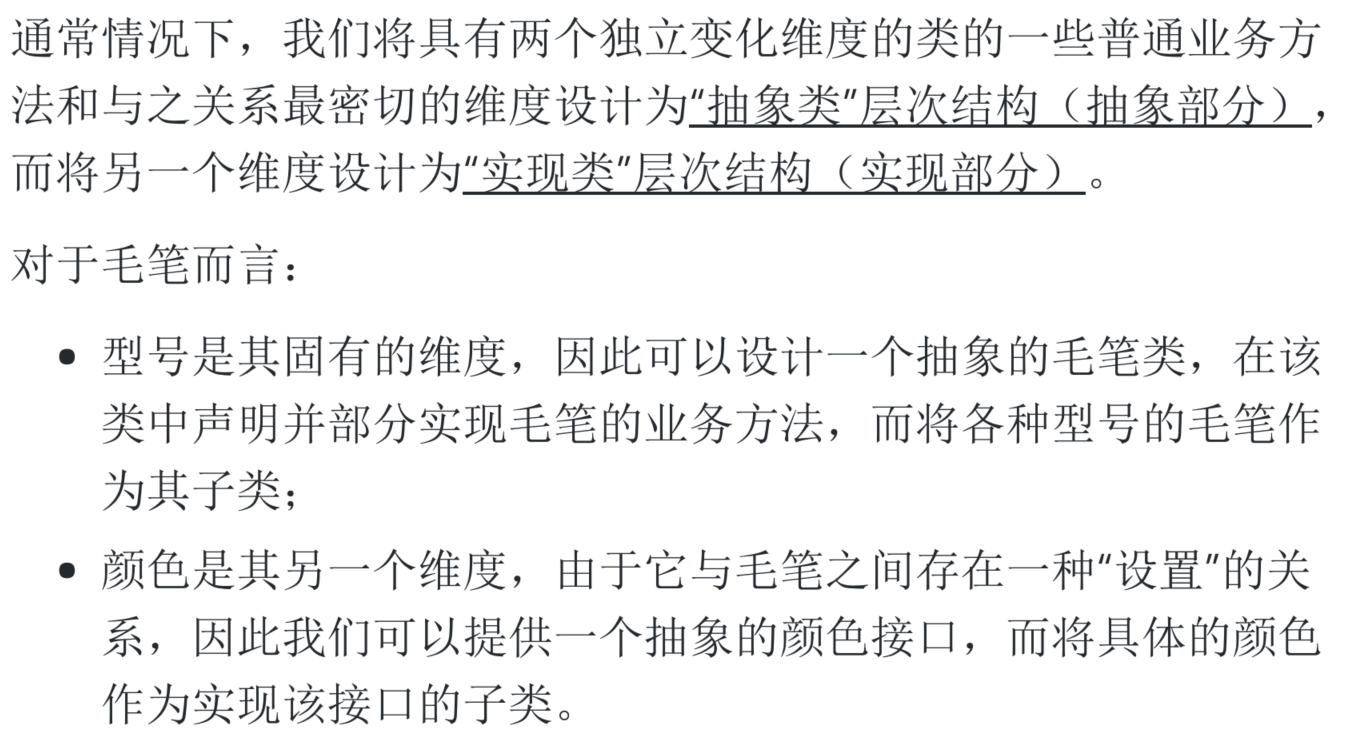 通常情况下，我们将具有两个独立变化维度的类的一些普通业务方
法和与之关系最密切的维度设计为“抽象类”层次结构（抽象部分），
而将另一个维度设计为“实现类”层次结构（实现部分）。
对于毛笔而言：
• 型号是其固有的维度，因此可以设计一个抽象的毛笔类，在该
类中声明并部分实现毛笔的业务方法，而将各种型号的毛笔作
为其子类；
• 颜色是其另一个维度，由于它与毛笔之间存在一种“设置”的关
系，因此我们可以提供一个抽象的颜色接口，而将具体的颜色
作为实现该接口的子类。